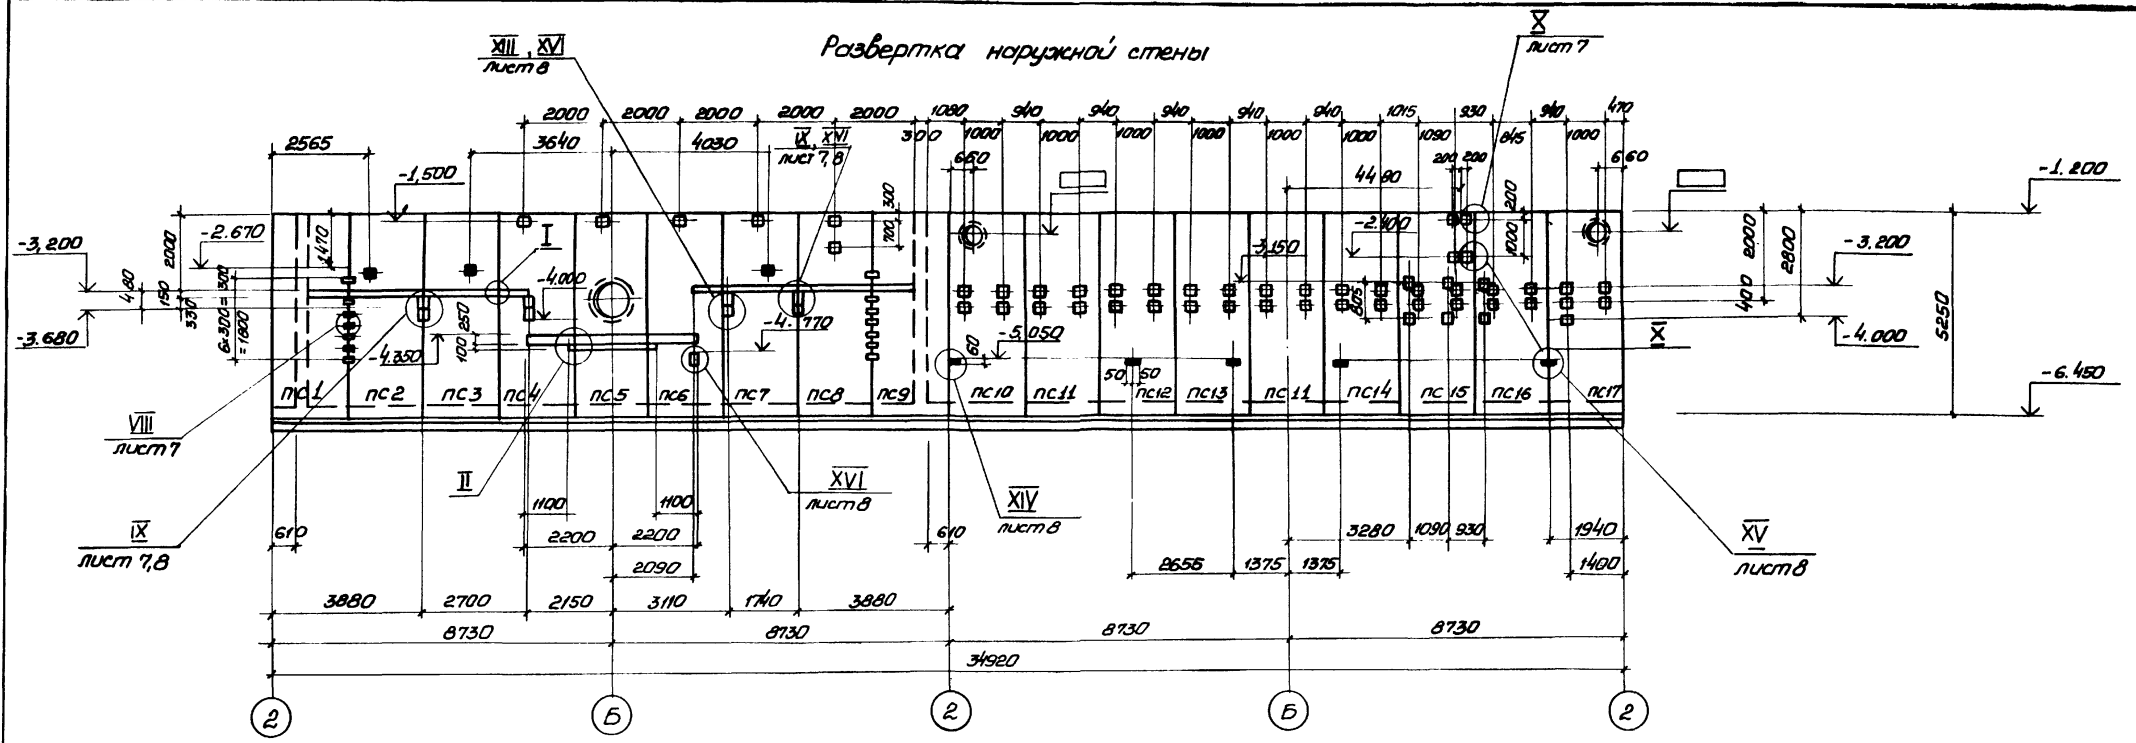 Развертка наружной стены
XIII, XVI
лист 8
X
лист 7
2000 2000 2000 2000 2000 1080 940 940 940 940 940 1015 930 940 470
300 1000 1000 1000 1000 1000 1000 1090 845 1000
2565 3640 4030
IX, XVI
лист 7,8
660 200 200 660
4480
-1,500
-1.200
-2.670
1470
I
300
700
200
1000
-2.400
-3,150
-3,200
2000
480
150
330
-3.680
6x300=300
=1800
-4.000
-4.350
250
100
-4.770
60
-5.050
50 50
805
400 2000
2800
-3.200
-4.000
5250
-6.450
XI
пс1 пс2 пс3 пс4 пс5 пс6 пс7 пс8 пс9 пс10 пс11 пс12 пс13 пс11 пс14 пс15 пс16 пс17
VIII
лист 7
II
XVI
лист 8
XIV
лист 8
IX
лист 7,8
XV
лист 8
1100 1100
610 2200 2200 610 3280 1090 930 1940
2090 2655 1375 1375 1400
3880 2700 2150 3110 1740 3880
8730 8730 8730 8730
34920
2 Б 2 Б 2